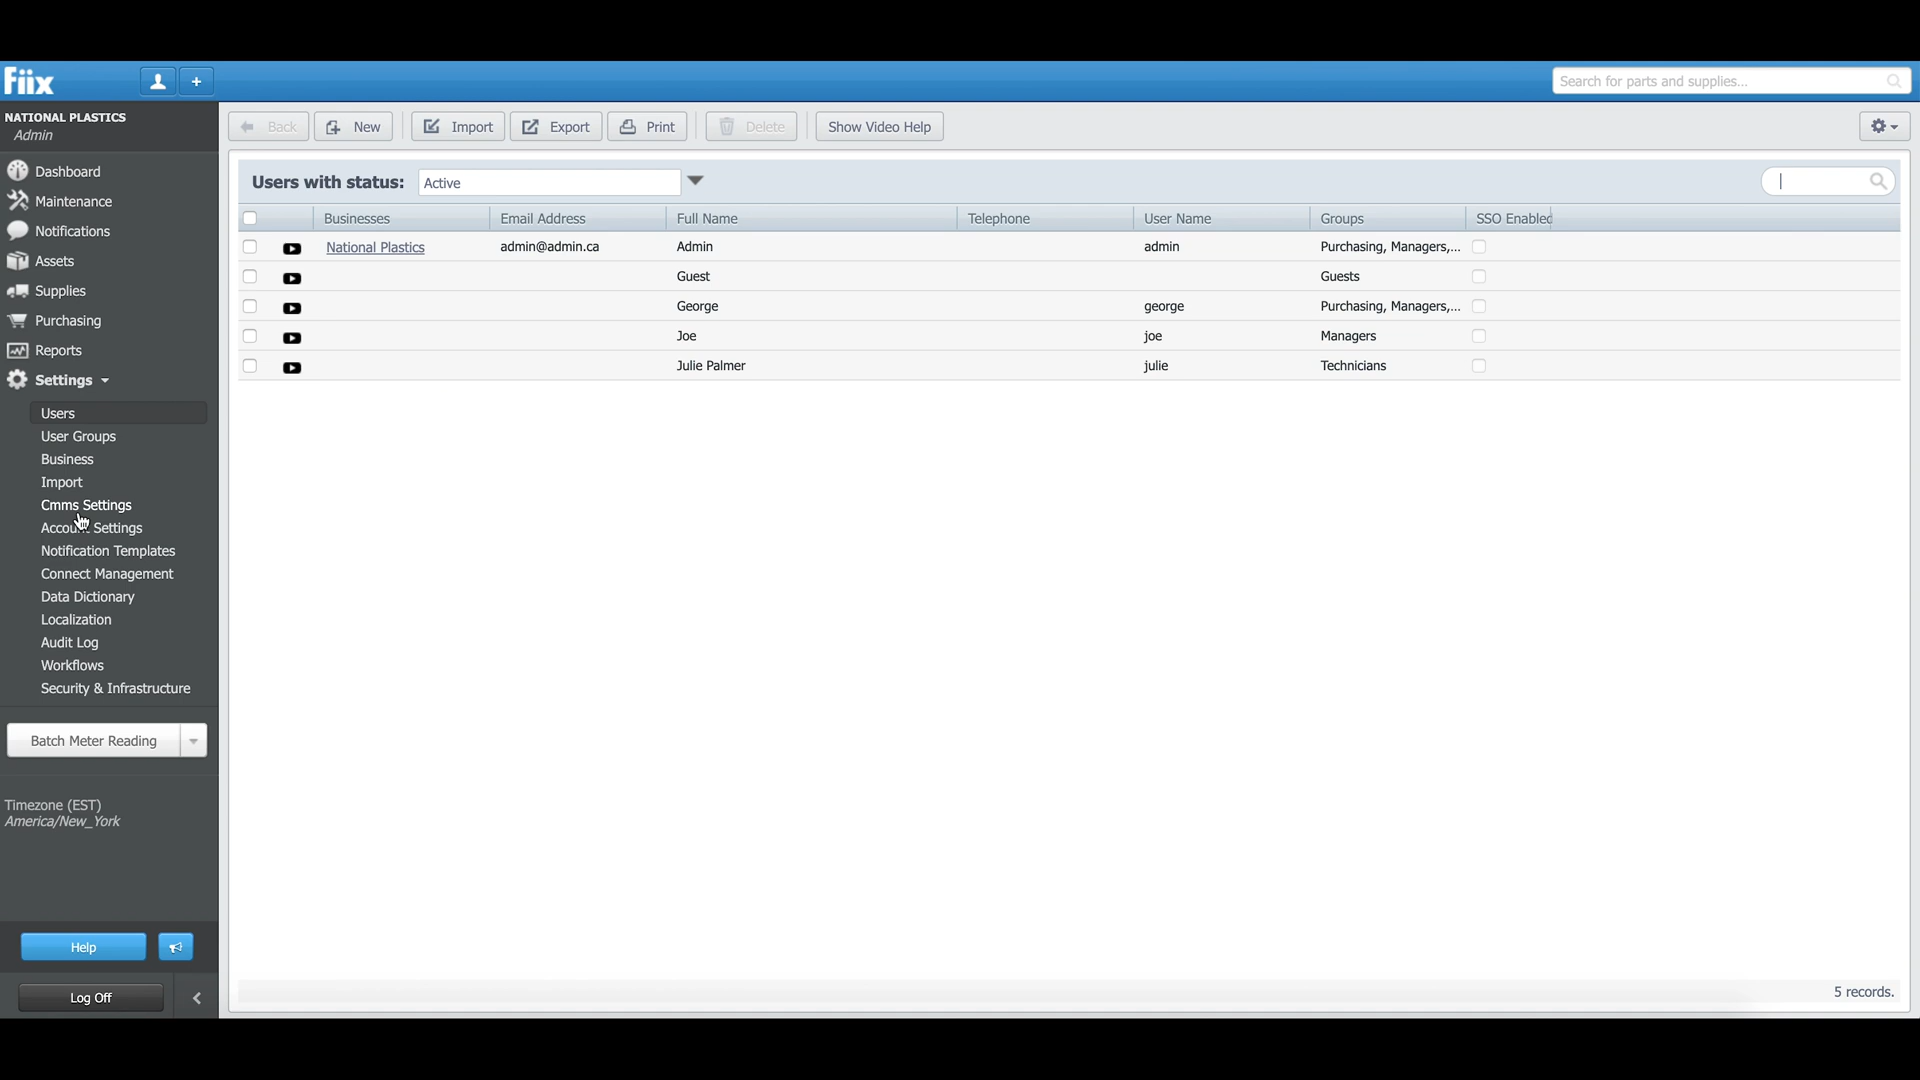 Fiix
Search for parts and supplies...
NATIONAL PLASTICS
Admin
Back New Import Export Print Delete Show Video Help
Dashboard
Maintenance
Notifications
Assets
Supplies
Purchasing
Reports
Settings
Users
User Groups
Business
Import
Cmms Settings
Account Settings
Notification Templates
Connect Management
Data Dictionary
Localization
Audit Log
Workflows
Security & Infrastructure
Batch Meter Reading
Timezone (EST)
America/New_York
Help
Log Off
Users with status: Active
Businesses Email Address Full Name Telephone User Name Groups SSO Enabled
National Plastics admin@admin.ca Admin admin Purchasing, Managers,...
Guest Guests
George george Purchasing, Managers,...
Joe joe Managers
Julie Palmer julie Technicians
5 records.